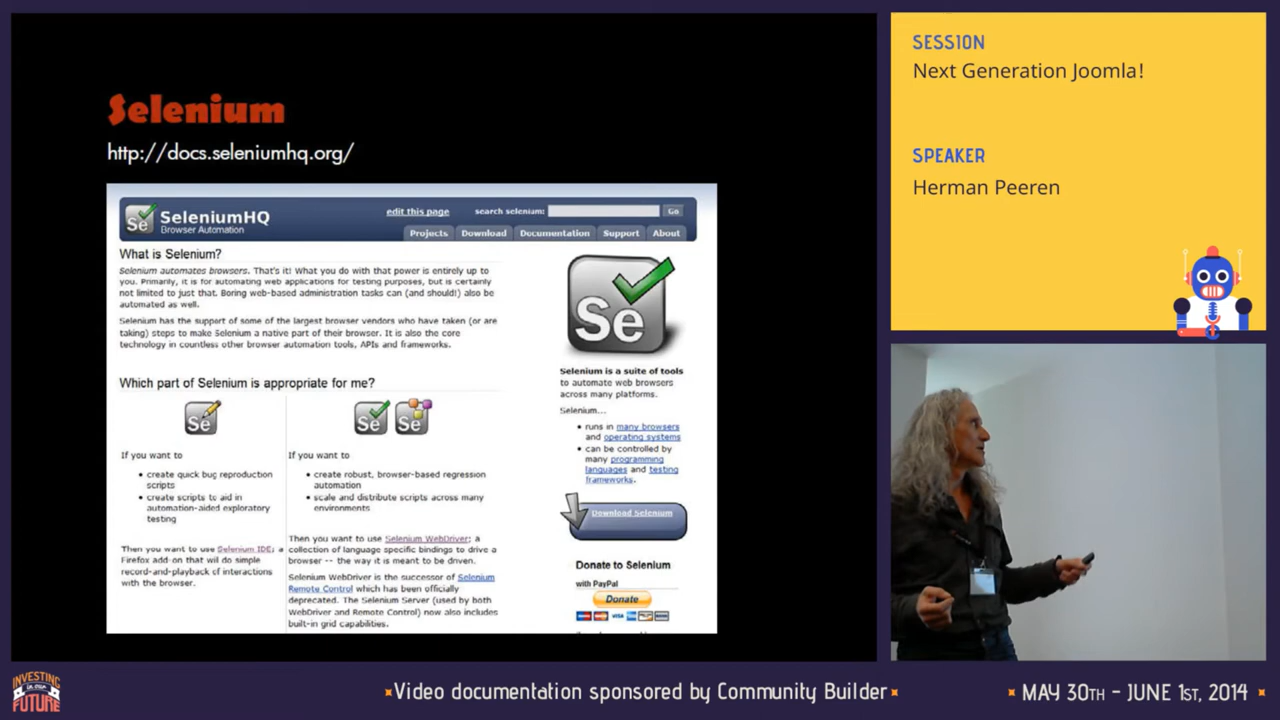 Selenium
http://docs.seleniumhq.org/
Se
SeleniumHQ
Browser Automation
edit this page
search selenium:
Go
Projects
Download
Documentation
Support
About
What is Selenium?
Selenium automates browsers. That's it! What you do with that power is entirely up to
you. Primarily, it is for automating web applications for testing purposes, but is certainly
not limited to just that. Boring web-based administration tasks can (and should!) also be
automated as well.
Selenium has the support of some of the largest browser vendors who have taken (or are
taking) steps to make Selenium a native part of their browser. It is also the core
technology in countless other browser automation tools, APIs and frameworks.
Which part of Selenium is appropriate for me?
Se
If you want to
create quick bug reproduction
scripts
create scripts to aid in
automation-aided exploratory
testing
Then you want to use Selenium IDE; a
Firefox add-on that will do simple
record-and-playback of interactions
with the browser.
Se
Se
If you want to
create robust, browser-based regression
automation
scale and distribute scripts across many
environments
Then you want to use Selenium WebDriver; a
collection of language specific bindings to drive a
browser -- the way it is meant to be driven.
Selenium WebDriver is the successor of Selenium
Remote Control which has been officially
deprecated. The Selenium Server (used by both
WebDriver and Remote Control) now also includes
built-in grid capabilities.
Se
Selenium is a suite of tools
to automate web browsers
across many platforms.
Selenium...
runs in many browsers
and operating systems
can be controlled by
many programming
languages and testing
frameworks.
Download Selenium
Donate to Selenium
with PayPal
Donate
VISA
SESSION
Next Generation Joomla!
SPEAKER
Herman Peeren
INVESTING
IN OUR
FUTURE
Video documentation sponsored by Community Builder
MAY 30TH - JUNE 1ST, 2014